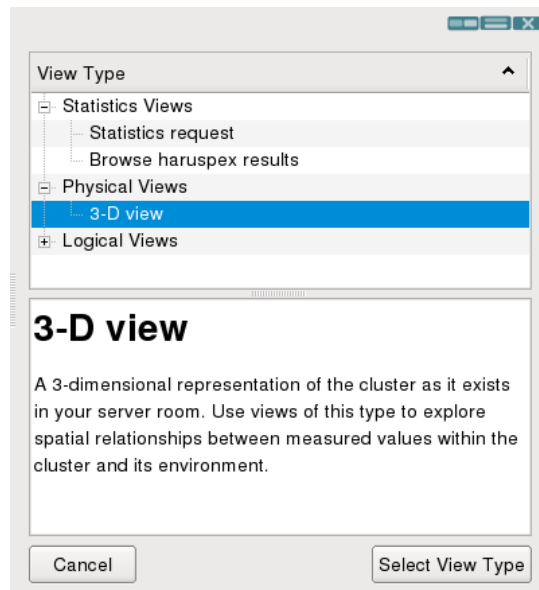 View Type
Statistics Views
Statistics request
Browse haruspex results
Physical Views
3-D view
Logical Views
3-D view
A 3-dimensional representation of the cluster as it exists
in your server room. Use views of this type to explore
spatial relationships between measured values within the
cluster and its environment.
Cancel
Select View Type